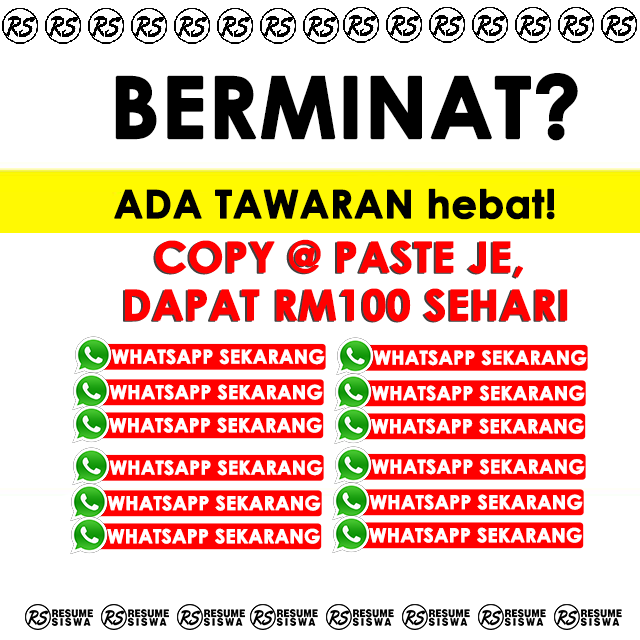 RS RS RS RS RS RS RS RS RS RS RS RS RS RS RS
BERMINAT?
ADA TAWARAN hebat!
COPY @ PASTE JE,
DAPAT RM100 SEHARI
WHATSAPP SEKARANG WHATSAPP SEKARANG
WHATSAPP SEKARANG WHATSAPP SEKARANG
WHATSAPP SEKARANG WHATSAPP SEKARANG
WHATSAPP SEKARANG WHATSAPP SEKARANG
WHATSAPP SEKARANG WHATSAPP SEKARANG
WHATSAPP SEKARANG WHATSAPP SEKARANG
RS RESUME SISWA RS RESUME SISWA RS RESUME SISWA RS RESUME SISWA RS RESUME SISWA RS RESUME SISWA RS RESUME SISWA RS RESUME SISWA